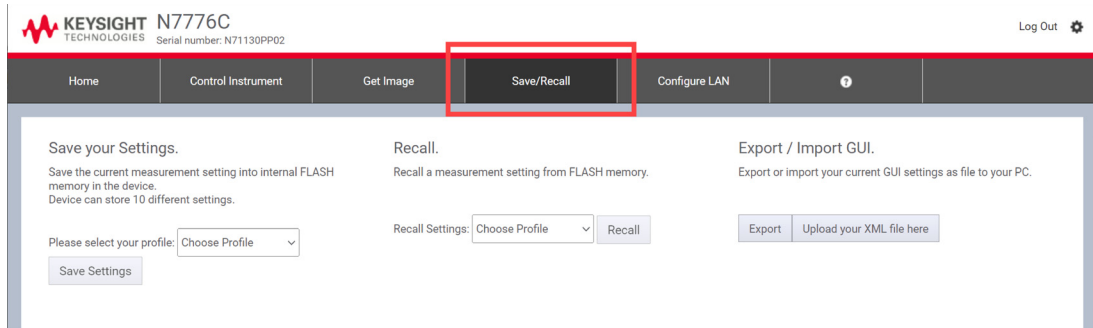 KEYSIGHT
TECHNOLOGIES
N7776C
Serial number: N71130PP02
Log Out
Home
Control Instrument
Get Image
Save/Recall
Configure LAN
?
Save your Settings.
Save the current measurement setting into internal FLASH
memory in the device.
Device can store 10 different settings.
Please select your profile: Choose Profile
Save Settings
Recall.
Recall a measurement setting from FLASH memory.
Recall Settings: Choose Profile
Recall
Export / Import GUI.
Export or import your current GUI settings as file to your PC.
Export
Upload your XML file here